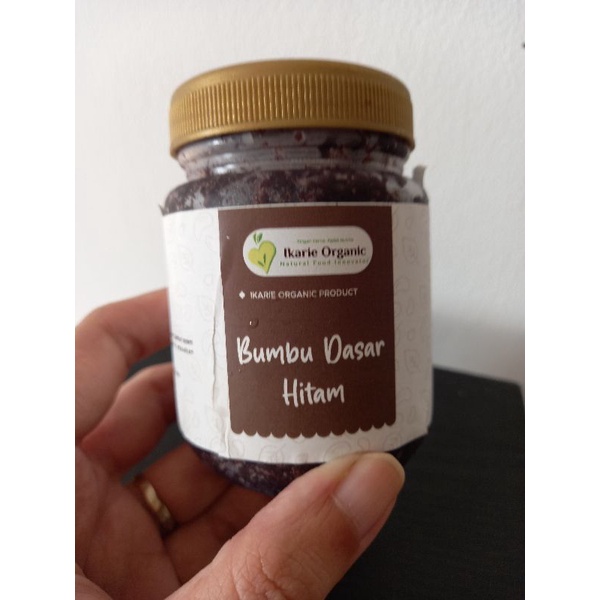 Ikarie Organic
Natural Food Innovator
IKARIE ORGANIC PRODUCT
Bumbu Dasar
Hitam